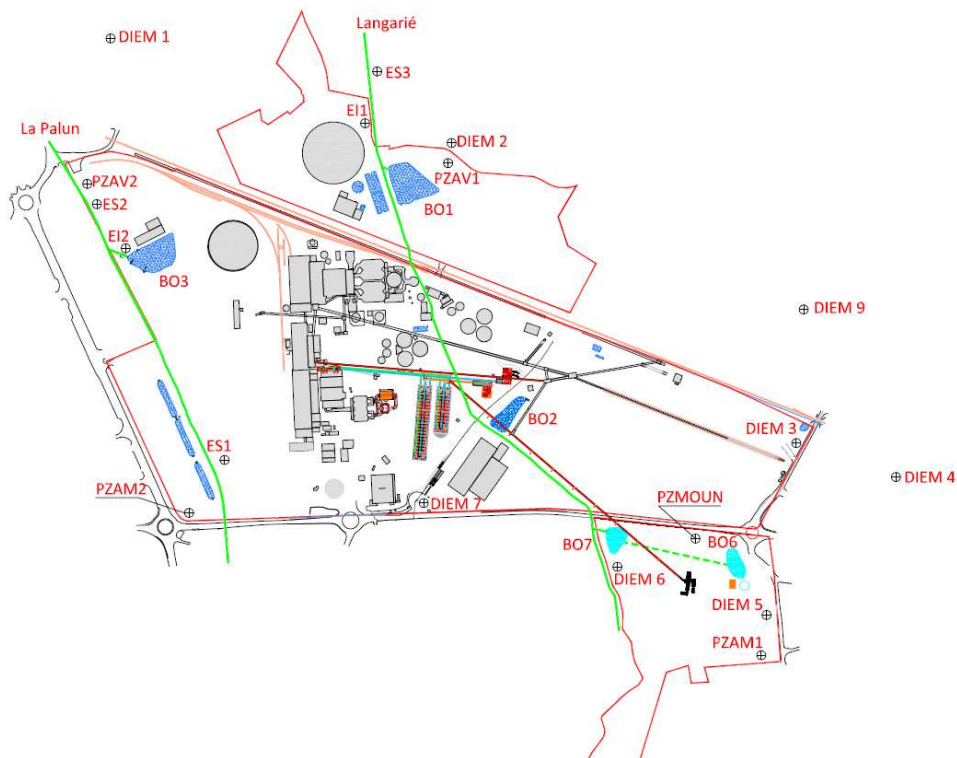 Langarié
DIEM 1
ES3
EI1
La Palun
DIEM 2
PZAV1
PZAV2
ES2
BO1
EI2
BO3
DIEM 9
BO2
DIEM 3
ES1
DIEM 4
PZAM2
DIEM 7
PZMOUN
BO7
BO6
DIEM 6
DIEM 5
PZAM1